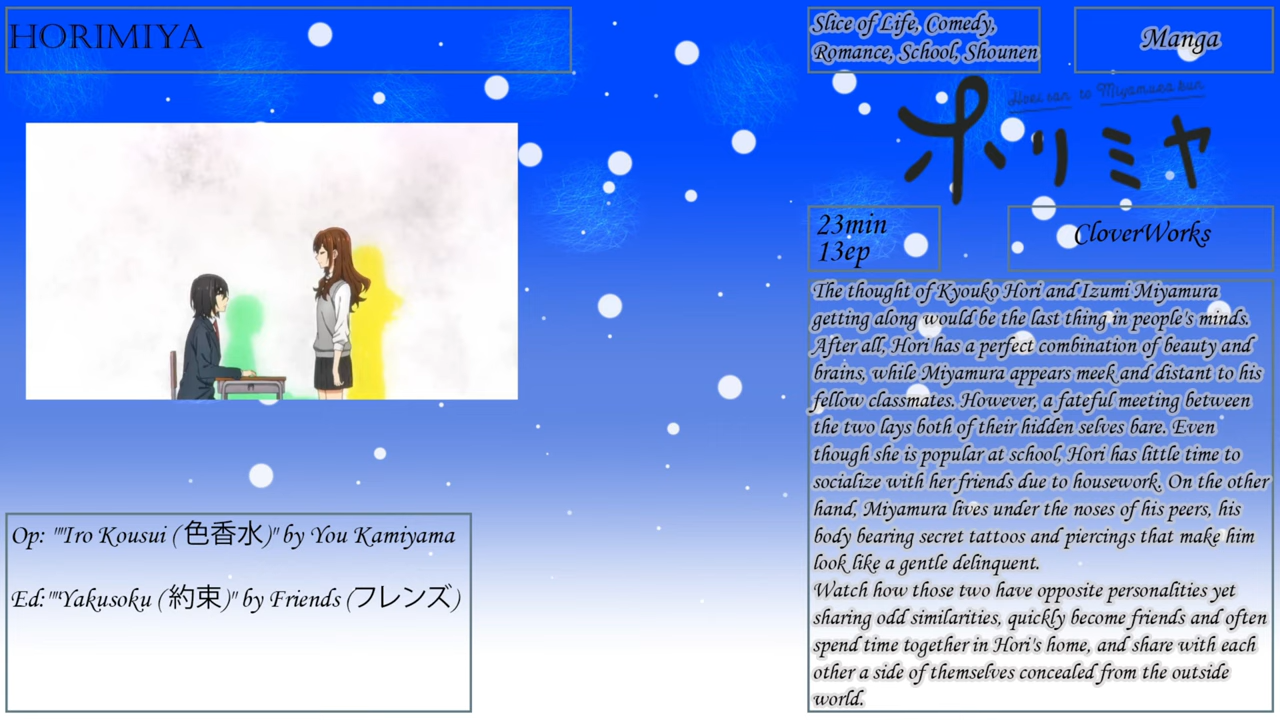 HORIMIYA
Slice of Life, Comedy,
Romance, School, Shounen
Manga
Hori san to Miyamura kun
ホリミヤ
23min
13ep
CloverWorks
The thought of Kyouko Hori and Izumi Miyamura
getting along would be the last thing in people's minds.
After all, Hori has a perfect combination of beauty and
brains, while Miyamura appears meek and distant to his
fellow classmates. However, a fateful meeting between
the two lays both of their hidden selves bare. Even
though she is popular at school, Hori has little time to
socialize with her friends due to housework. On the other
hand, Miyamura lives under the noses of his peers, his
body bearing secret tattoos and piercings that make him
look like a gentle delinquent.
Watch how those two have opposite personalities yet
sharing odd similarities, quickly become friends and often
spend time together in Hori's home, and share with each
other a side of themselves concealed from the outside
world.
Op: ""Iro Kousui (色香水)" by You Kamiyama
Ed:""Yakusoku (約束)" by Friends (フレンズ)